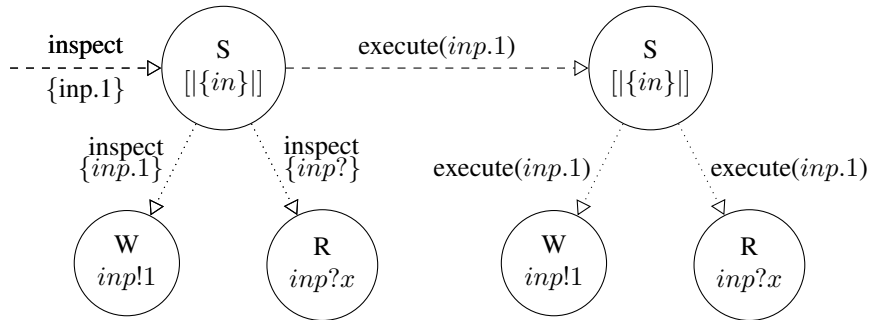 inspect
{inp.1}
S
[|{in}|]
execute(inp.1)
S
[|{in}|]
inspect
{inp.1}
inspect
{inp?}
execute(inp.1)
execute(inp.1)
W
inp!1
R
inp?x
W
inp!1
R
inp?x